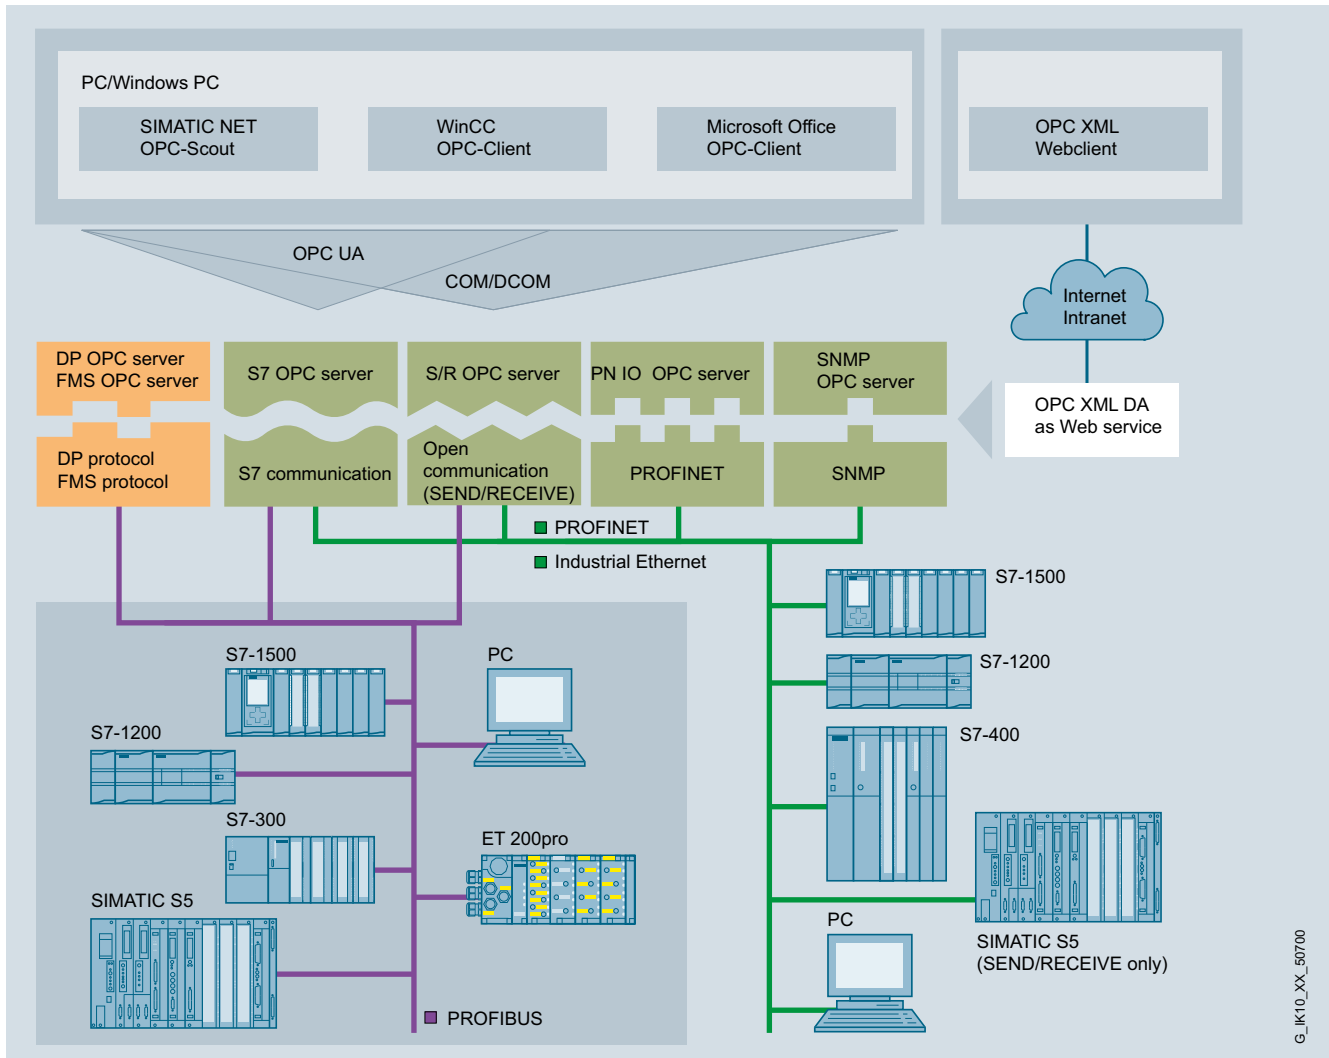 PC/Windows PC
SIMATIC NET
OPC-Scout
WinCC
OPC-Client
Microsoft Office
OPC-Client
OPC XML
Webclient
OPC UA
COM/DCOM
Internet
Intranet
DP OPC server
FMS OPC server
S7 OPC server
S/R OPC server
PN IO OPC server
SNMP
OPC server
OPC XML DA
as Web service
DP protocol
FMS protocol
S7 communication
Open
communication
(SEND/RECEIVE)
PROFINET
SNMP
PROFINET
Industrial Ethernet
S7-1500
S7-1200
S7-400
SIMATIC S5
(SEND/RECEIVE only)
PC
S7-1500
PC
S7-1200
S7-300
ET 200pro
SIMATIC S5
PROFIBUS
G_IK10_XX_50700